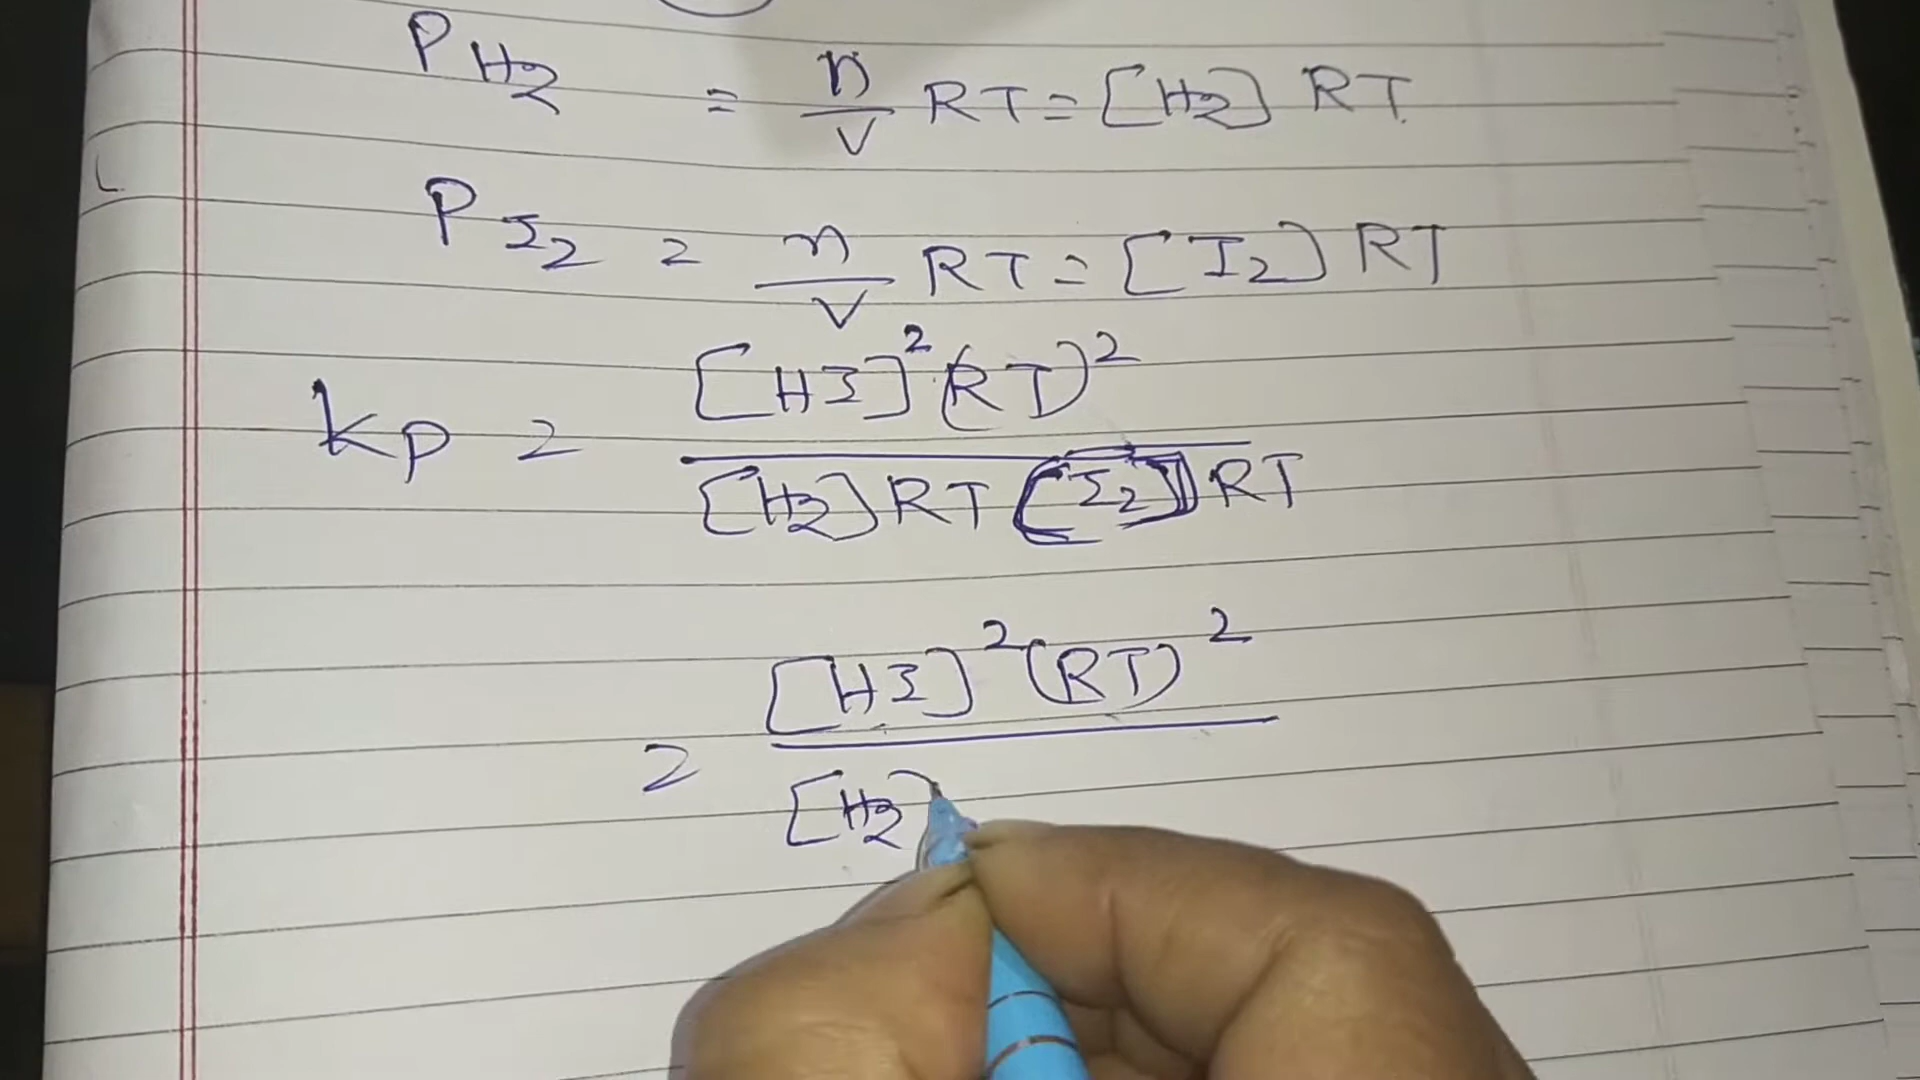 P H2 = n/V RT = [H2] RT
P I2 = n/V RT = [I2] RT
kp = [HI]² (RT)² / [H2] RT [I2] RT
= [HI]² (RT)² / [H2]